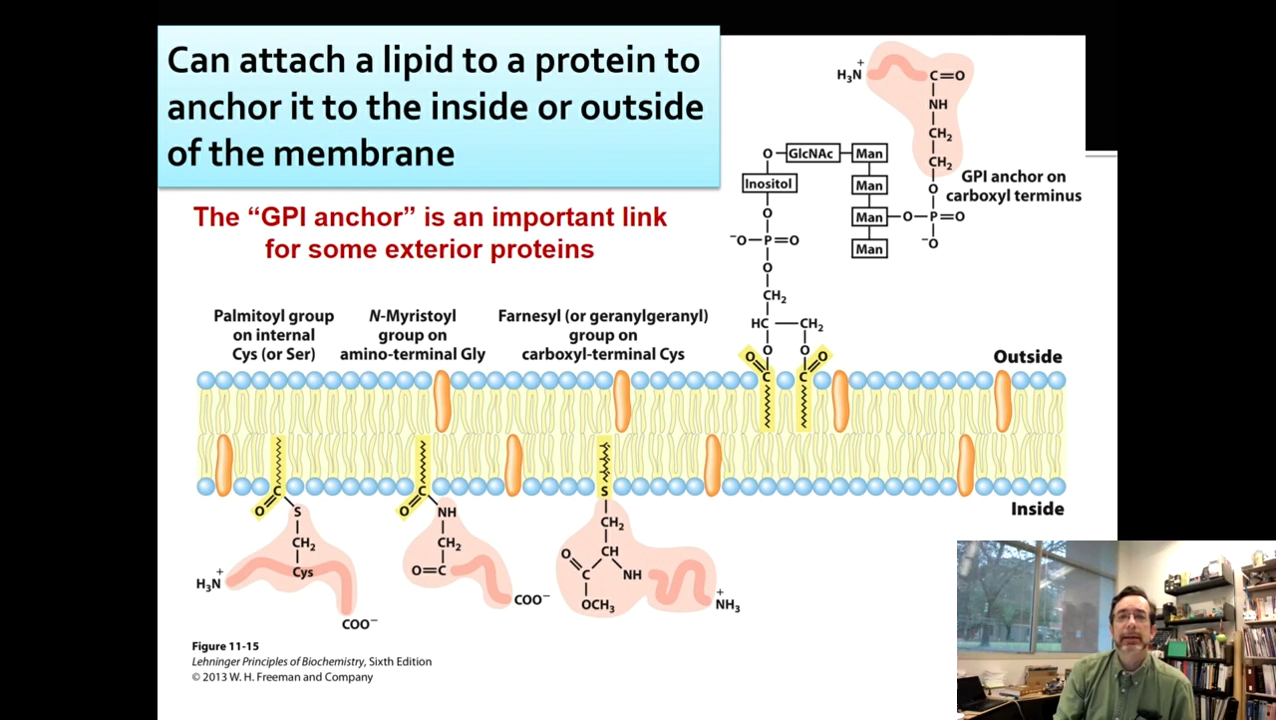 Can attach a lipid to a protein to
anchor it to the inside or outside
of the membrane
The “GPI anchor” is an important link
for some exterior proteins
H₃N⁺
C=O
NH
CH₂
CH₂
O
GPI anchor on
carboxyl terminus
O GlcNAc Man
Inositol Man
O Man O P=O
⁻O
Man
⁻O P=O
O
CH₂
HC CH₂
O O
O O
C C
Palmitoyl group
on internal
Cys (or Ser)
N-Myristoyl
group on
amino-terminal Gly
Farnesyl (or geranylgeranyl)
group on
carboxyl-terminal Cys
Outside
Inside
C
O
S
CH₂
Cys
H₃N⁺
COO⁻
C
O
NH
CH₂
O=C
COO⁻
S
CH₂
CH
O
C
NH
OCH₃
⁺NH₃
Figure 11-15
Lehninger Principles of Biochemistry, Sixth Edition
© 2013 W. H. Freeman and Company